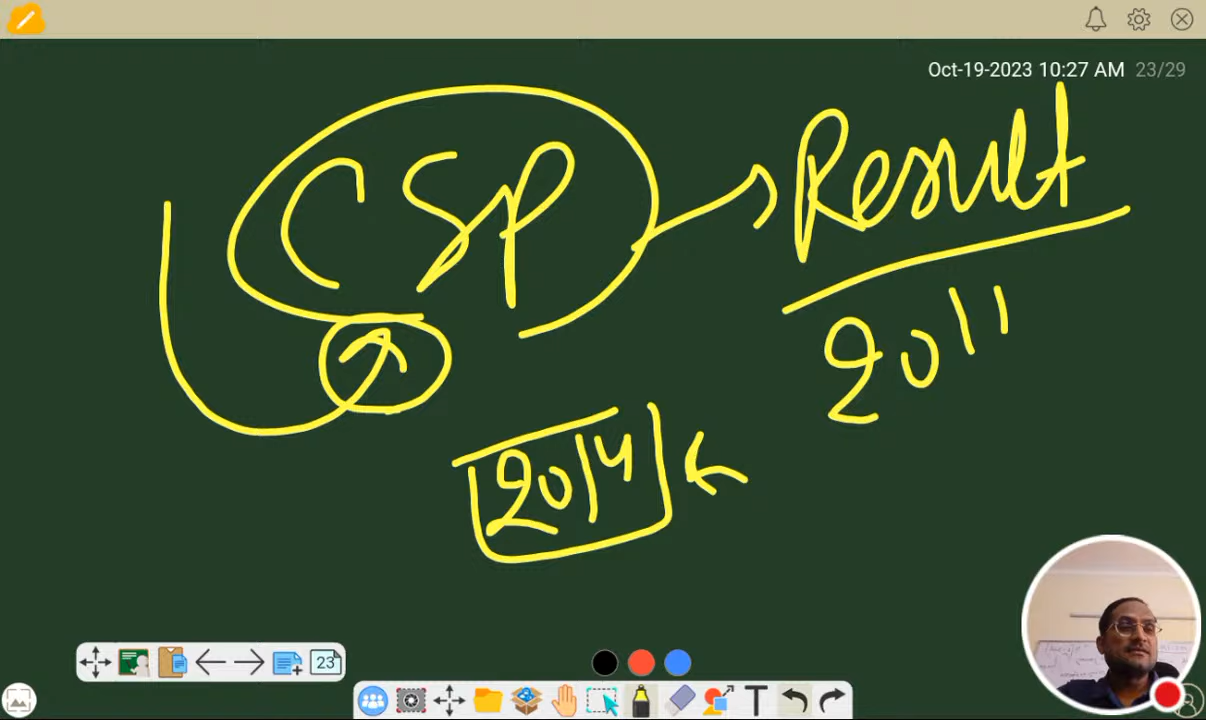 Oct-19-2023 10:27 AM 23/29
CSP → Result
2011
2014 ←
23
T